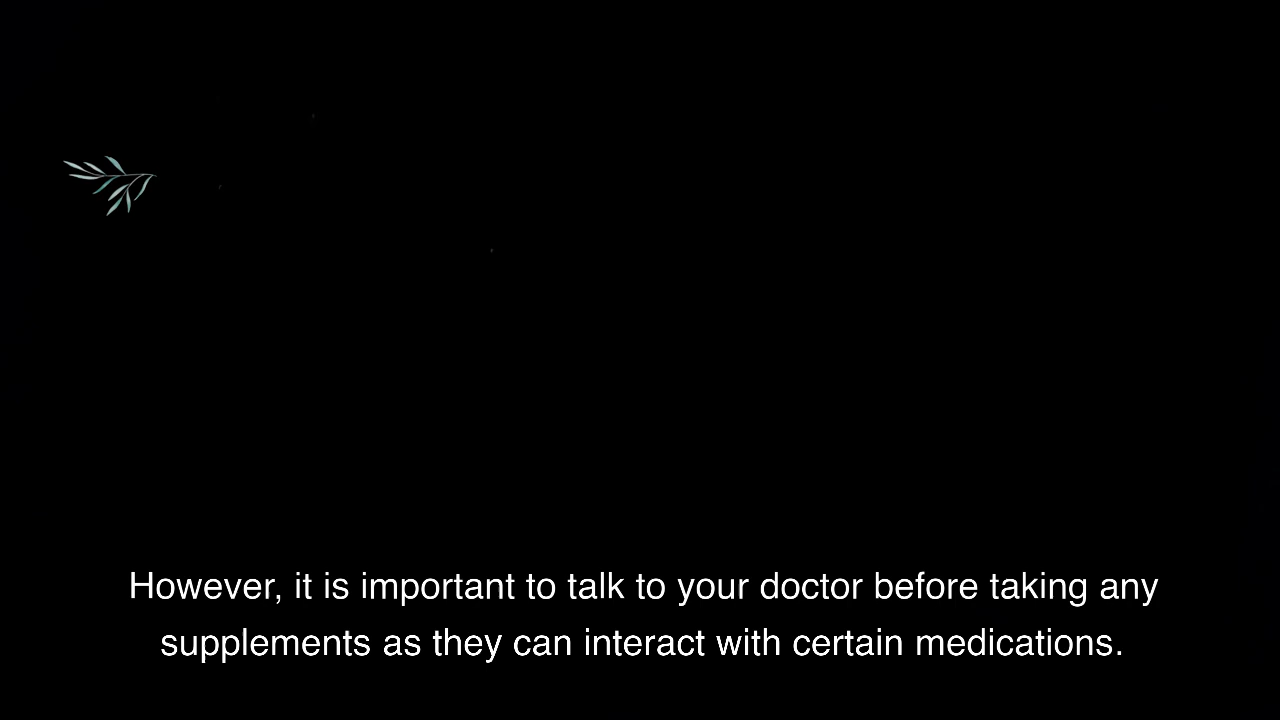 However, it is important to talk to your doctor before taking any
supplements as they can interact with certain medications.